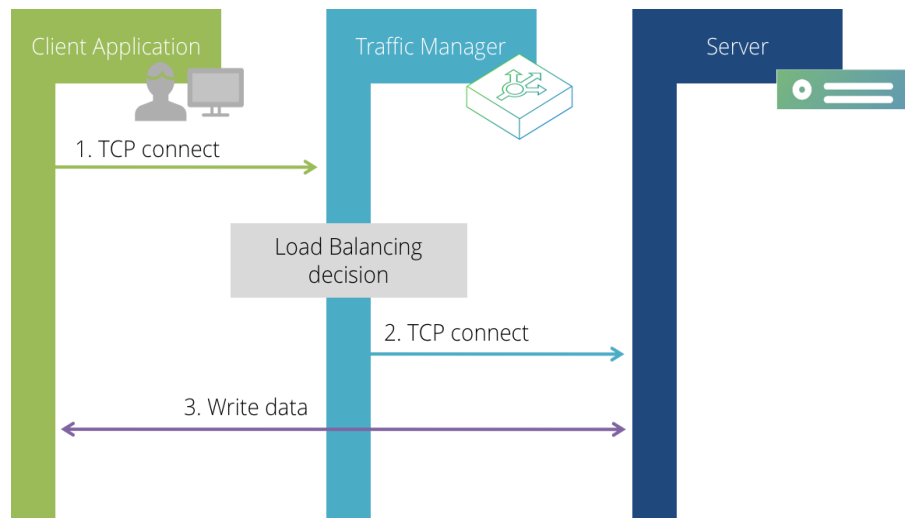 Client Application
Traffic Manager
Server
1. TCP connect
Load Balancing
decision
2. TCP connect
3. Write data